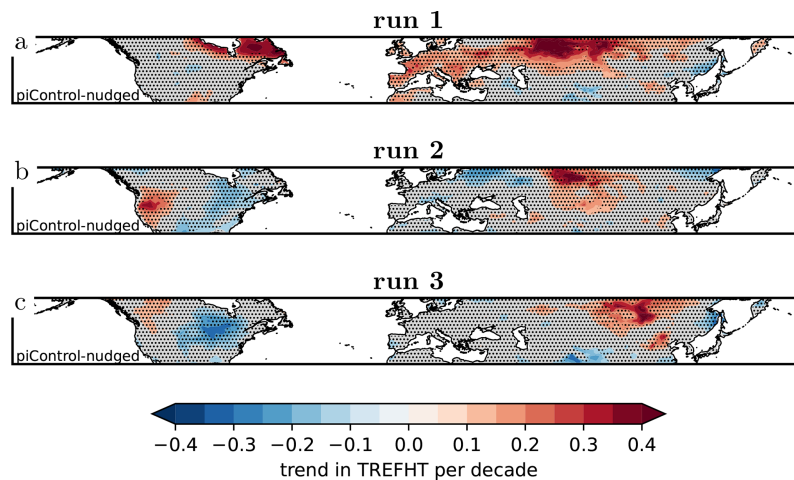 run 1
a
piControl-nudged
run 2
b
piControl-nudged
run 3
c
piControl-nudged
−0.4 −0.3 −0.2 −0.1 0.0 0.1 0.2 0.3 0.4
trend in TREFHT per decade